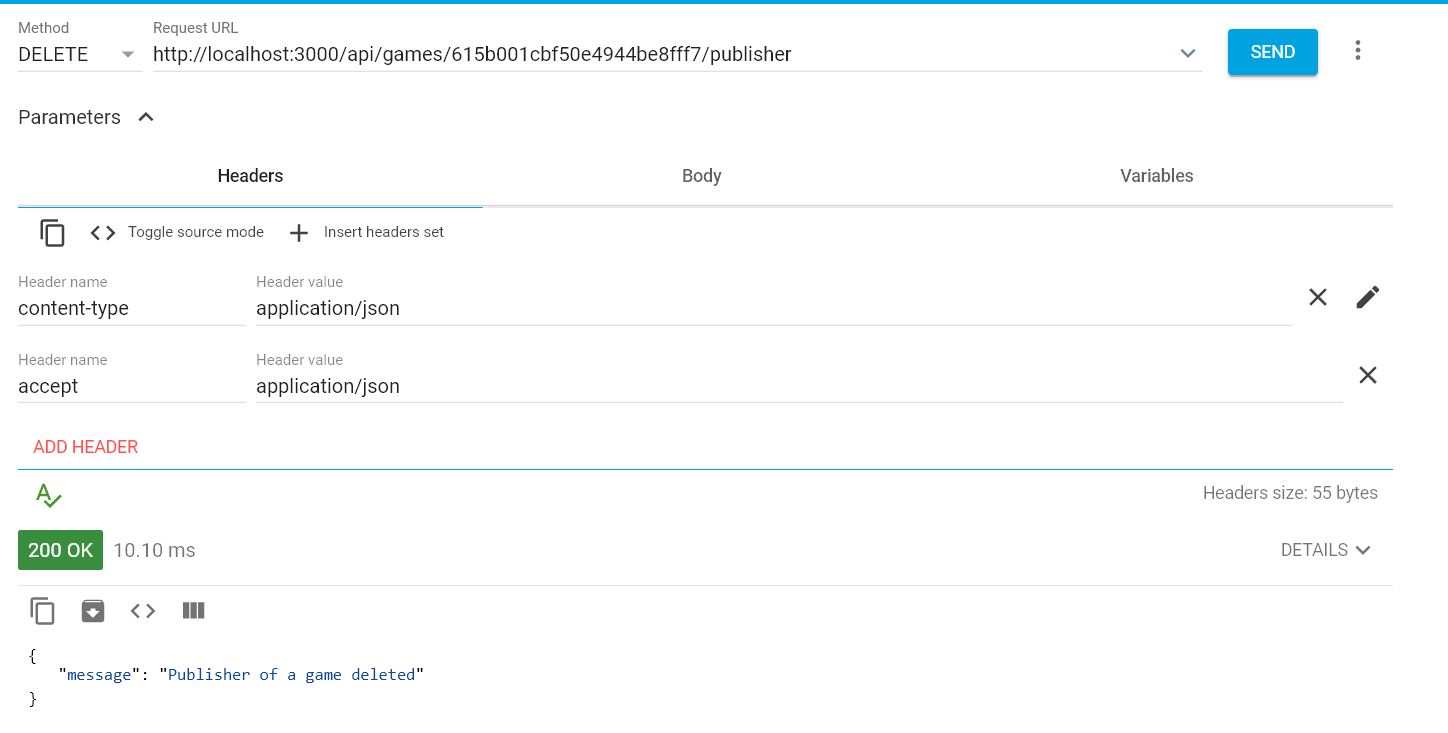 Method Request URL
DELETE http://localhost:3000/api/games/615b001cbf50e4944be8fff7/publisher SEND
Parameters
Headers Body Variables
Toggle source mode Insert headers set
Header name Header value
content-type application/json
Header name Header value
accept application/json
ADD HEADER
Headers size: 55 bytes
200 OK 10.10 ms DETAILS
{
"message": "Publisher of a game deleted"
}